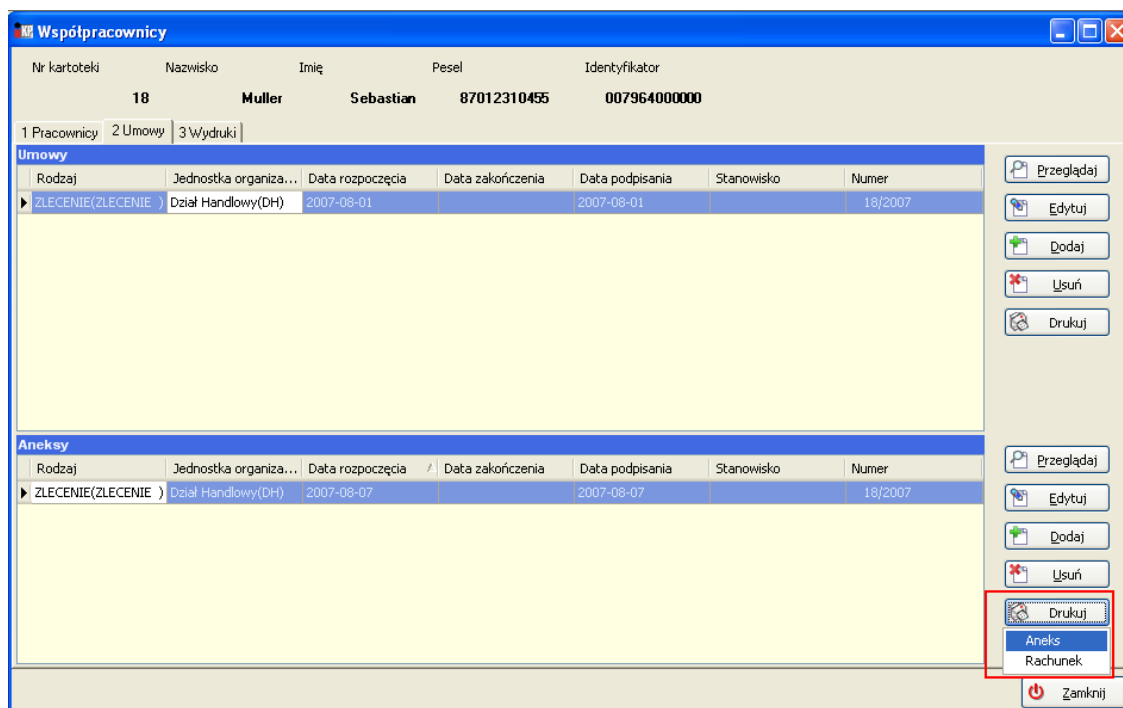 KP Współpracownicy
Nr kartoteki Nazwisko Imię Pesel Identyfikator
18 Muller Sebastian 87012310455 007964000000
1 Pracownicy 2 Umowy 3 Wydruki
Umowy
Rodzaj Jednostka organiza... Data rozpoczęcia Data zakończenia Data podpisania Stanowisko Numer
ZLECENIE(ZLECENIE ) Dział Handlowy(DH) 2007-08-01 2007-08-01 18/2007
Przeglądaj
Edytuj
Dodaj
Usuń
Drukuj
Aneksy
Rodzaj Jednostka organiza... Data rozpoczęcia Data zakończenia Data podpisania Stanowisko Numer
ZLECENIE(ZLECENIE ) Dział Handlowy(DH) 2007-08-07 2007-08-07 18/2007
Przeglądaj
Edytuj
Dodaj
Usuń
Drukuj
Aneks
Rachunek
Zamknij